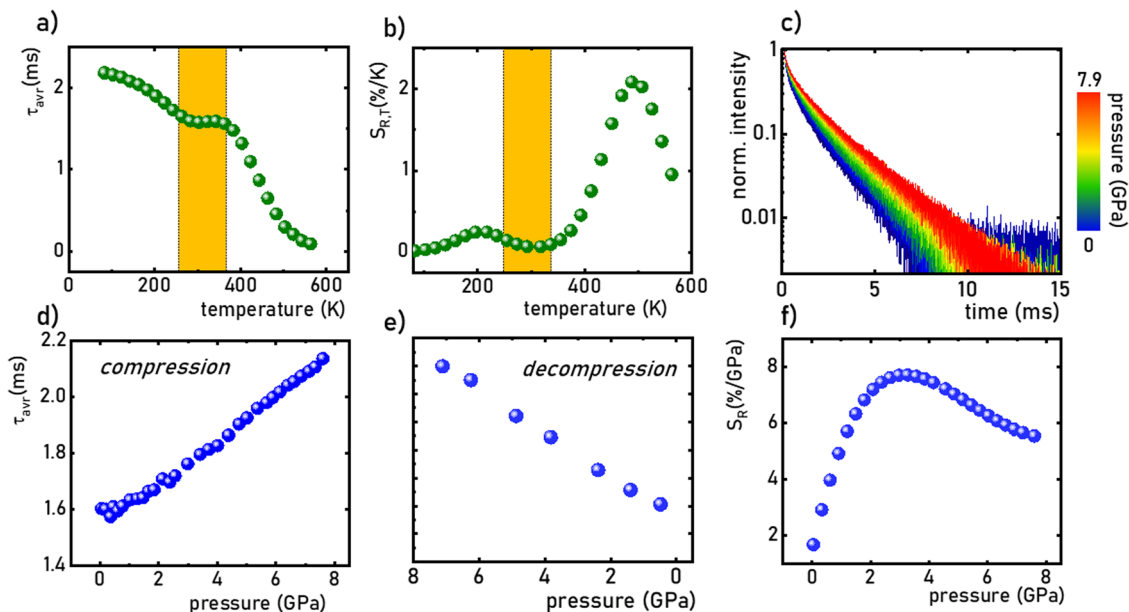 a)
τavr(ms)
2
1
0
0 200 400 600
temperature (K)
b)
SR,T(%/K)
2
1
0
200 400 600
temperature (K)
c)
norm. intensity
1
0.1
0.01
0 5 10 15
time (ms)
7.9
pressure (GPa)
0
d)
compression
τavr(ms)
2.2
2.0
1.8
1.6
1.4
0 2 4 6 8
pressure (GPa)
e)
decompression
8 6 4 2 0
pressure (GPa)
f)
SR(%/GPa)
8
6
4
2
0 2 4 6 8
pressure (GPa)